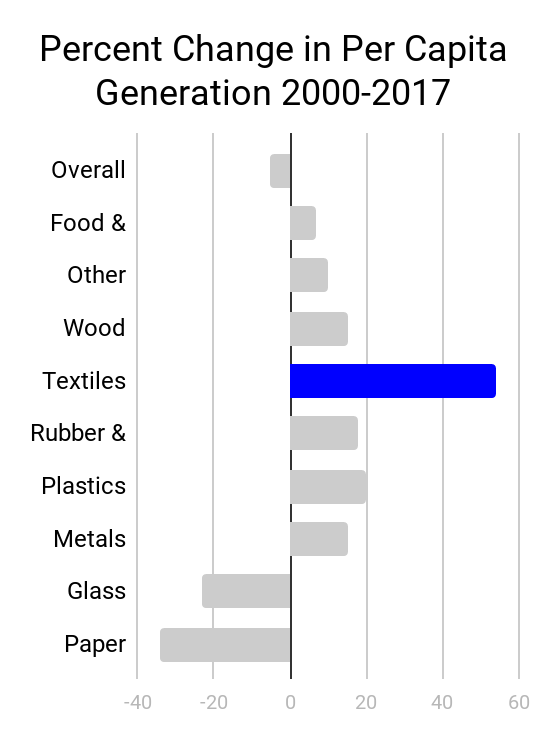 Percent Change in Per Capita
Generation 2000-2017
Overall
Food &
Other
Wood
Textiles
Rubber &
Plastics
Metals
Glass
Paper
-40 -20 0 20 40 60